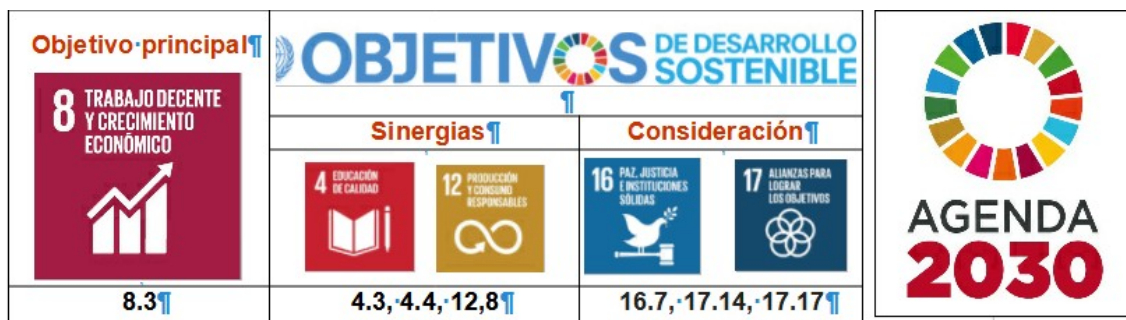 Objetivo·principal¶
8 TRABAJO DECENTE
Y CRECIMIENTO
ECONÓMICO
8.3¶
OBJETIVOS DE DESARROLLO
SOSTENIBLE
¶
Sinergias¶
Consideración¶
4 EDUCACIÓN
DE CALIDAD
12 PRODUCCIÓN
Y CONSUMO
RESPONSABLES
16 PAZ, JUSTICIA
E INSTITUCIONES
SÓLIDAS
17 ALIANZAS PARA
LOGRAR
LOS OBJETIVOS
4.3,·4.4,·12,8¶
16.7,·17.14,·17.17¶
AGENDA
2030